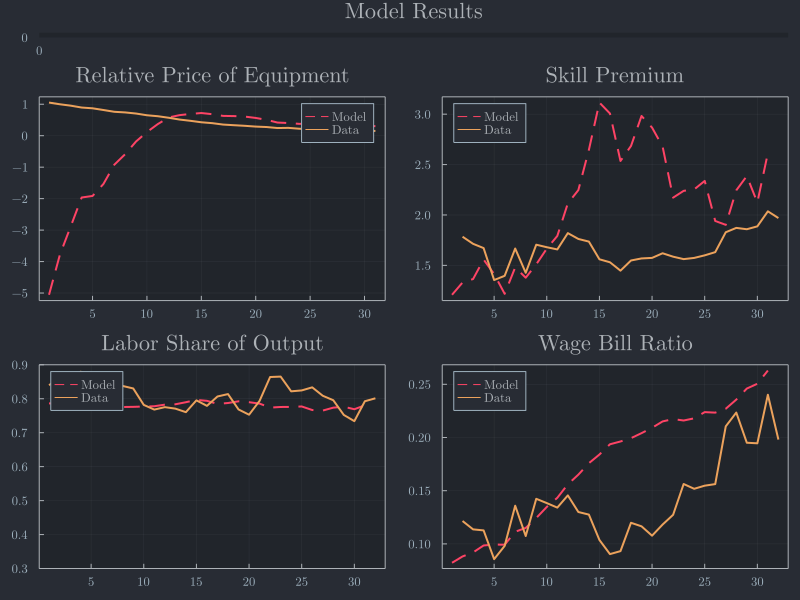 Model Results
0
0
Relative Price of Equipment
1
0
−1
−2
−3
−4
−5
5 10 15 20 25 30
Model
Data
Skill Premium
3.0
2.5
2.0
1.5
5 10 15 20 25 30
Model
Data
Labor Share of Output
0.9
0.8
0.7
0.6
0.5
0.4
0.3
5 10 15 20 25 30
Model
Data
Wage Bill Ratio
0.25
0.20
0.15
0.10
5 10 15 20 25 30
Model
Data